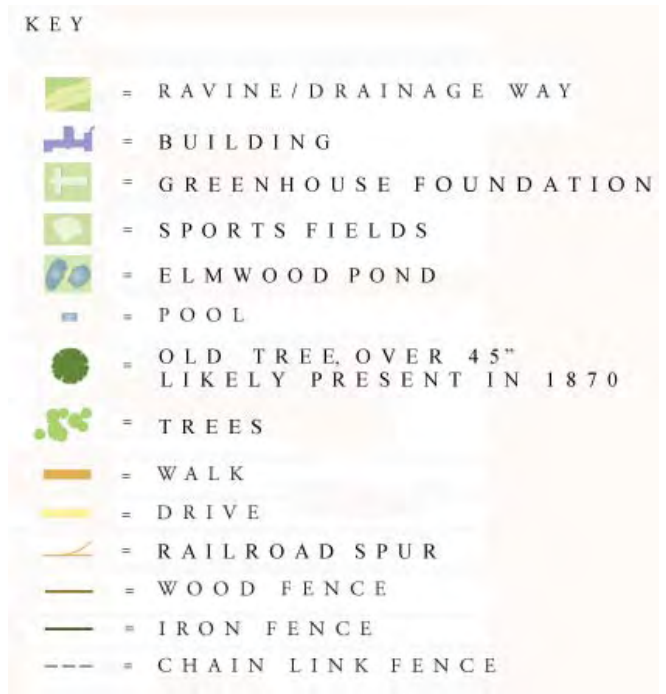 KEY
= RAVINE/DRAINAGE WAY
= BUILDING
= GREENHOUSE FOUNDATION
= SPORTS FIELDS
= ELMWOOD POND
= POOL
= OLD TREE, OVER 45"
LIKELY PRESENT IN 1870
= TREES
= WALK
= DRIVE
= RAILROAD SPUR
= WOOD FENCE
= IRON FENCE
= CHAIN LINK FENCE